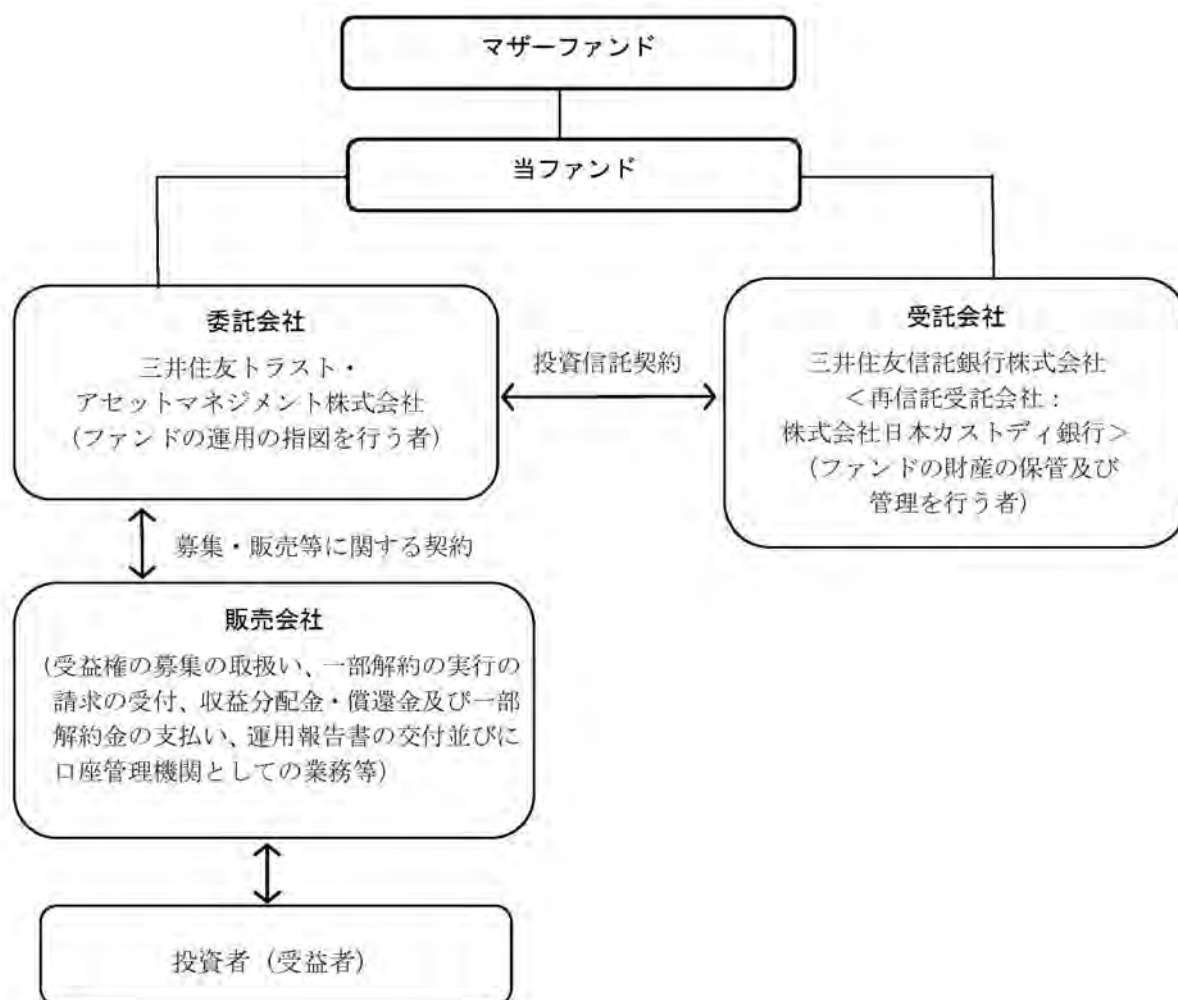 マザーファンド
当ファンド
委託会社
三井住友トラスト・
アセットマネジメント株式会社
(ファンドの運用の指図を行う者)
投資信託契約
受託会社
三井住友信託銀行株式会社
＜再信託受託会社：
株式会社日本カストディ銀行＞
(ファンドの財産の保管及び
管理を行う者)
募集・販売等に関する契約
販売会社
(受益権の募集の取扱い、一部解約の実行の
請求の受付、収益分配金・償還金及び一部
解約金の支払い、運用報告書の交付並びに
口座管理機関としての業務等)
投資者（受益者）